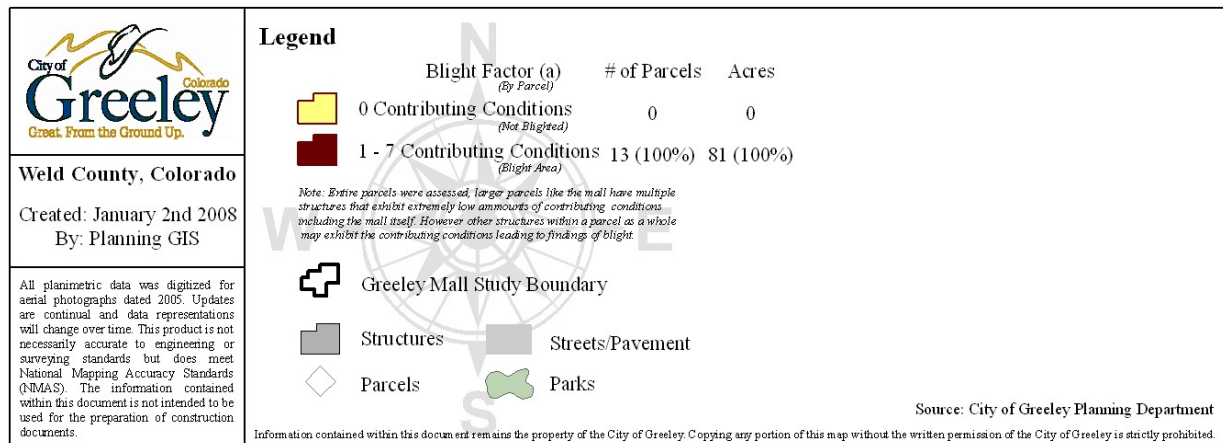 City of
Greeley
Colorado
Great. From the Ground Up.
Weld County, Colorado
Created: January 2nd 2008
By: Planning GIS
All planimetric data was digitized for
aerial photographs dated 2005. Updates
are continual and data representations
will change over time. This product is not
necessarily accurate to engineering or
surveying standards but does meet
National Mapping Accuracy Standards
(NMAS). The information contained
within this document is not intended to be
used for the preparation of construction
documents.
Legend
Blight Factor (a) # of Parcels Acres
(By Parcel)
0 Contributing Conditions 0 0
(Not Blighted)
1 - 7 Contributing Conditions 13 (100%) 81 (100%)
(Blight Area)
Note: Entire parcels were assessed, larger parcels like the mall have multiple
structures that exhibit extremely low ammounts of contributing conditions
including the mall itself. However other structures within a parcel as a whole
may exhibit the contributing conditions leading to findings of blight.
Greeley Mall Study Boundary
Structures Streets/Pavement
Parcels Parks
N
W E
S
Source: City of Greeley Planning Department
Information contained within this document remains the property of the City of Greeley. Copying any portion of this map without the written permission of the City of Greeley is strictly prohibited.